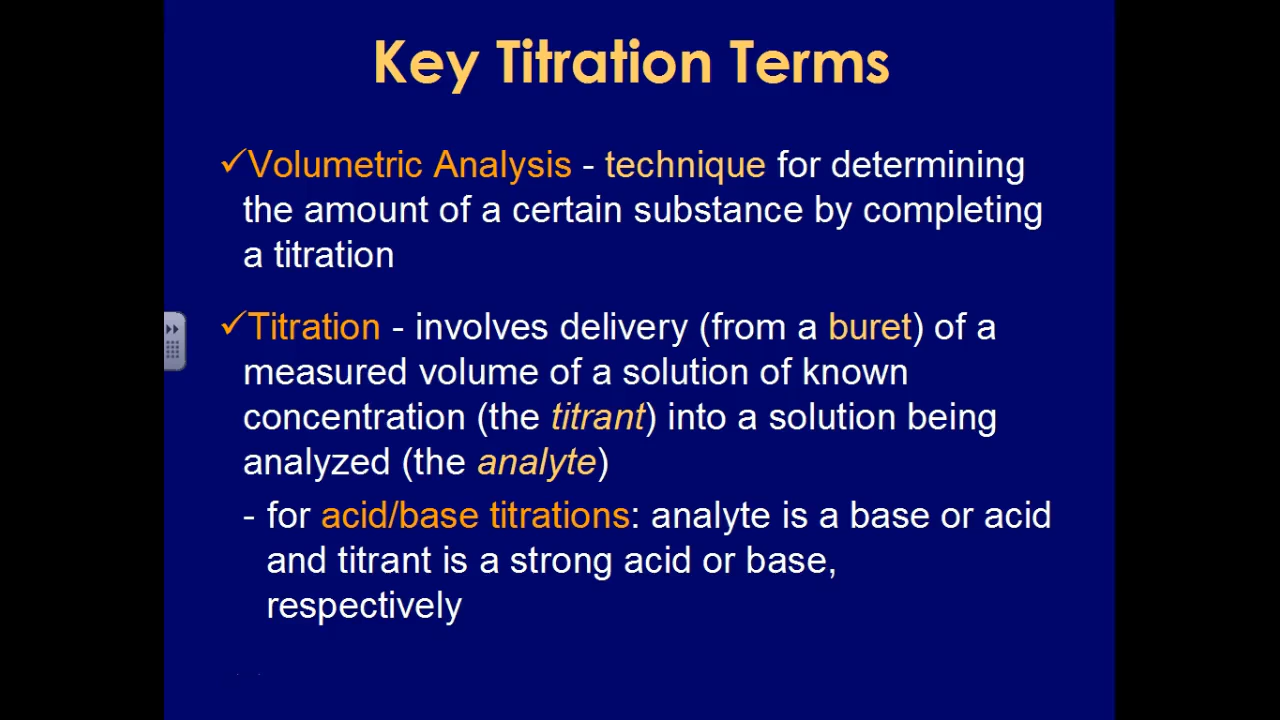 Key Titration Terms
✓Volumetric Analysis - technique for determining
the amount of a certain substance by completing
a titration
✓Titration - involves delivery (from a buret) of a
measured volume of a solution of known
concentration (the titrant) into a solution being
analyzed (the analyte)
- for acid/base titrations: analyte is a base or acid
and titrant is a strong acid or base,
respectively